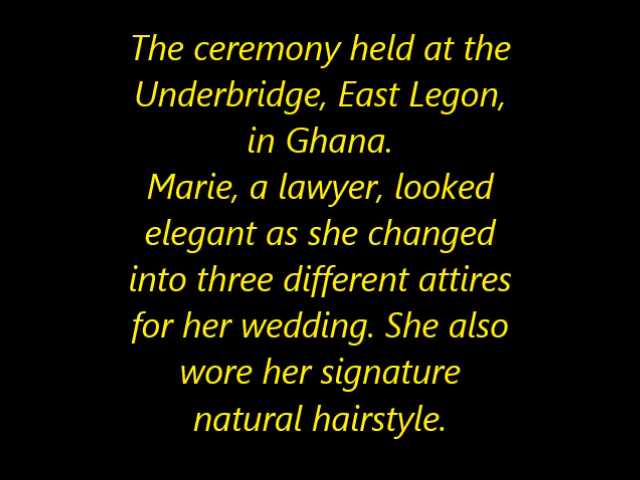 The ceremony held at the
Underbridge, East Legon,
in Ghana.
Marie, a lawyer, looked
elegant as she changed
into three different attires
for her wedding. She also
wore her signature
natural hairstyle.